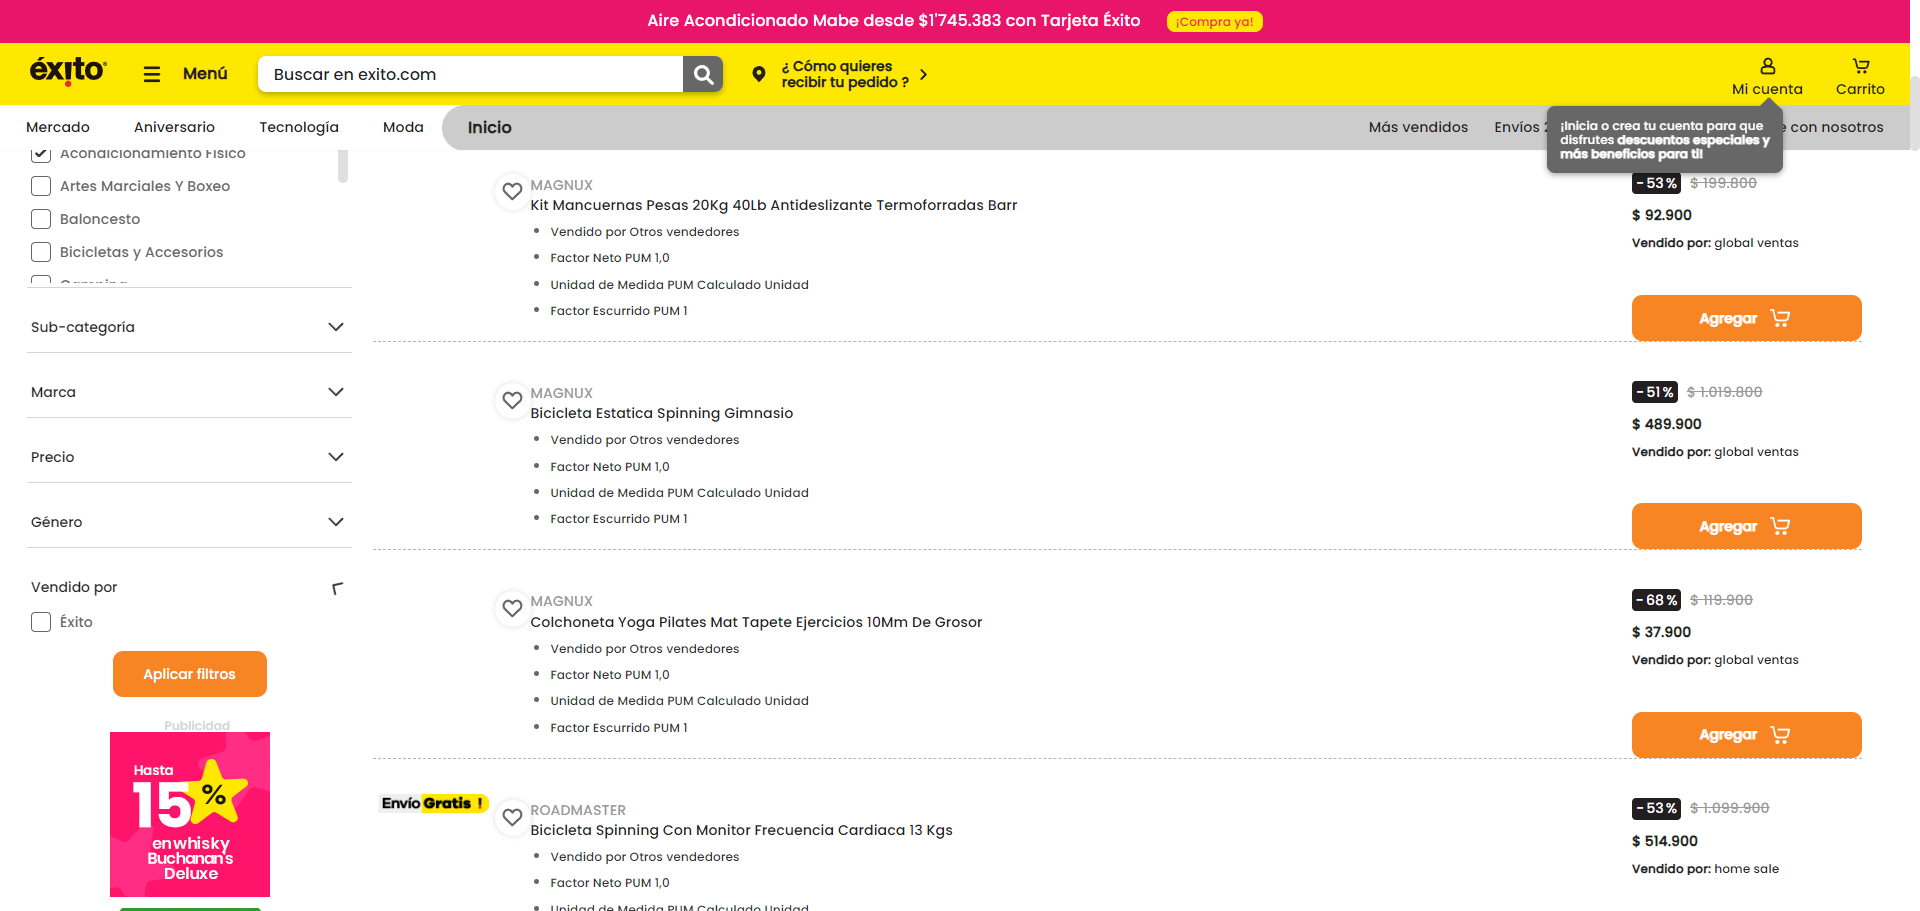 Aire Acondicionado Mabe desde $1'745.383 con Tarjeta Éxito
¡Compra ya!
éxito
Menú
Buscar en exito.com
¿ Cómo quieres
recibir tu pedido ?
Mi cuenta
Carrito
Mercado
Aniversario
Tecnología
Moda
Inicio
Más vendidos
Envíos
e con nosotros
¡Inicia o crea tu cuenta para que
disfrutes descuentos especiales y
más beneficios para ti!
Acondicionamiento Físico
Artes Marciales Y Boxeo
Baloncesto
Bicicletas y Accesorios
Camping
Sub-categoría
Marca
Precio
Género
Vendido por
Éxito
Aplicar filtros
Publicidad
Hasta
15%
en whisky
Buchanan's
Deluxe
MAGNUX
Kit Mancuernas Pesas 20Kg 40Lb Antideslizante Termoforradas Barr
Vendido por Otros vendedores
Factor Neto PUM 1,0
Unidad de Medida PUM Calculado Unidad
Factor Escurrido PUM 1
-53% $ 199.800
$ 92.900
Vendido por: global ventas
Agregar
MAGNUX
Bicicleta Estatica Spinning Gimnasio
Vendido por Otros vendedores
Factor Neto PUM 1,0
Unidad de Medida PUM Calculado Unidad
Factor Escurrido PUM 1
-51% $ 1.019.800
$ 489.900
Vendido por: global ventas
Agregar
MAGNUX
Colchoneta Yoga Pilates Mat Tapete Ejercicios 10Mm De Grosor
Vendido por Otros vendedores
Factor Neto PUM 1,0
Unidad de Medida PUM Calculado Unidad
Factor Escurrido PUM 1
-68% $ 119.900
$ 37.900
Vendido por: global ventas
Agregar
Envío Gratis !
ROADMASTER
Bicicleta Spinning Con Monitor Frecuencia Cardiaca 13 Kgs
Vendido por Otros vendedores
Factor Neto PUM 1,0
Unidad de Medida PUM Calculado Unidad
-53% $ 1.099.900
$ 514.900
Vendido por: home sale